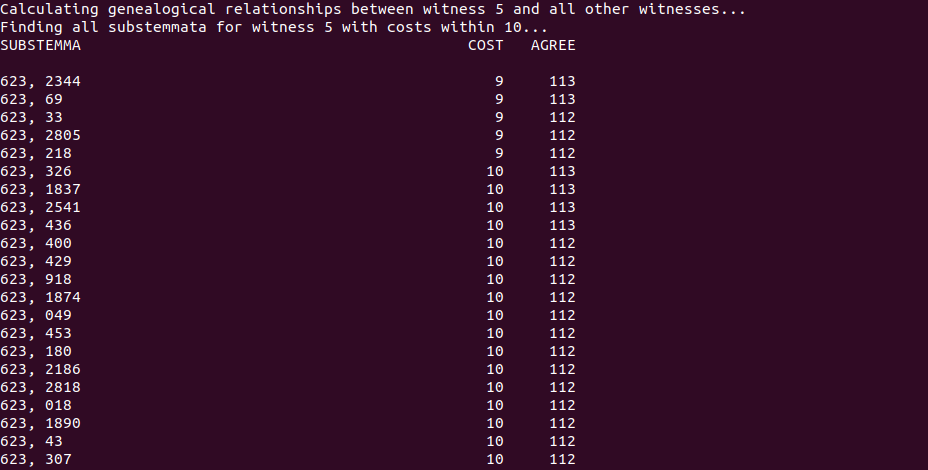 Calculating genealogical relationships between witness 5 and all other witnesses...
Finding all substemmata for witness 5 with costs within 10...
SUBSTEMMA COST AGREE
623, 2344 9 113
623, 69 9 113
623, 33 9 112
623, 2805 9 112
623, 218 9 112
623, 326 10 113
623, 1837 10 113
623, 2541 10 113
623, 436 10 113
623, 400 10 112
623, 429 10 112
623, 918 10 112
623, 1874 10 112
623, 049 10 112
623, 453 10 112
623, 180 10 112
623, 2186 10 112
623, 2818 10 112
623, 018 10 112
623, 1890 10 112
623, 43 10 112
623, 307 10 112